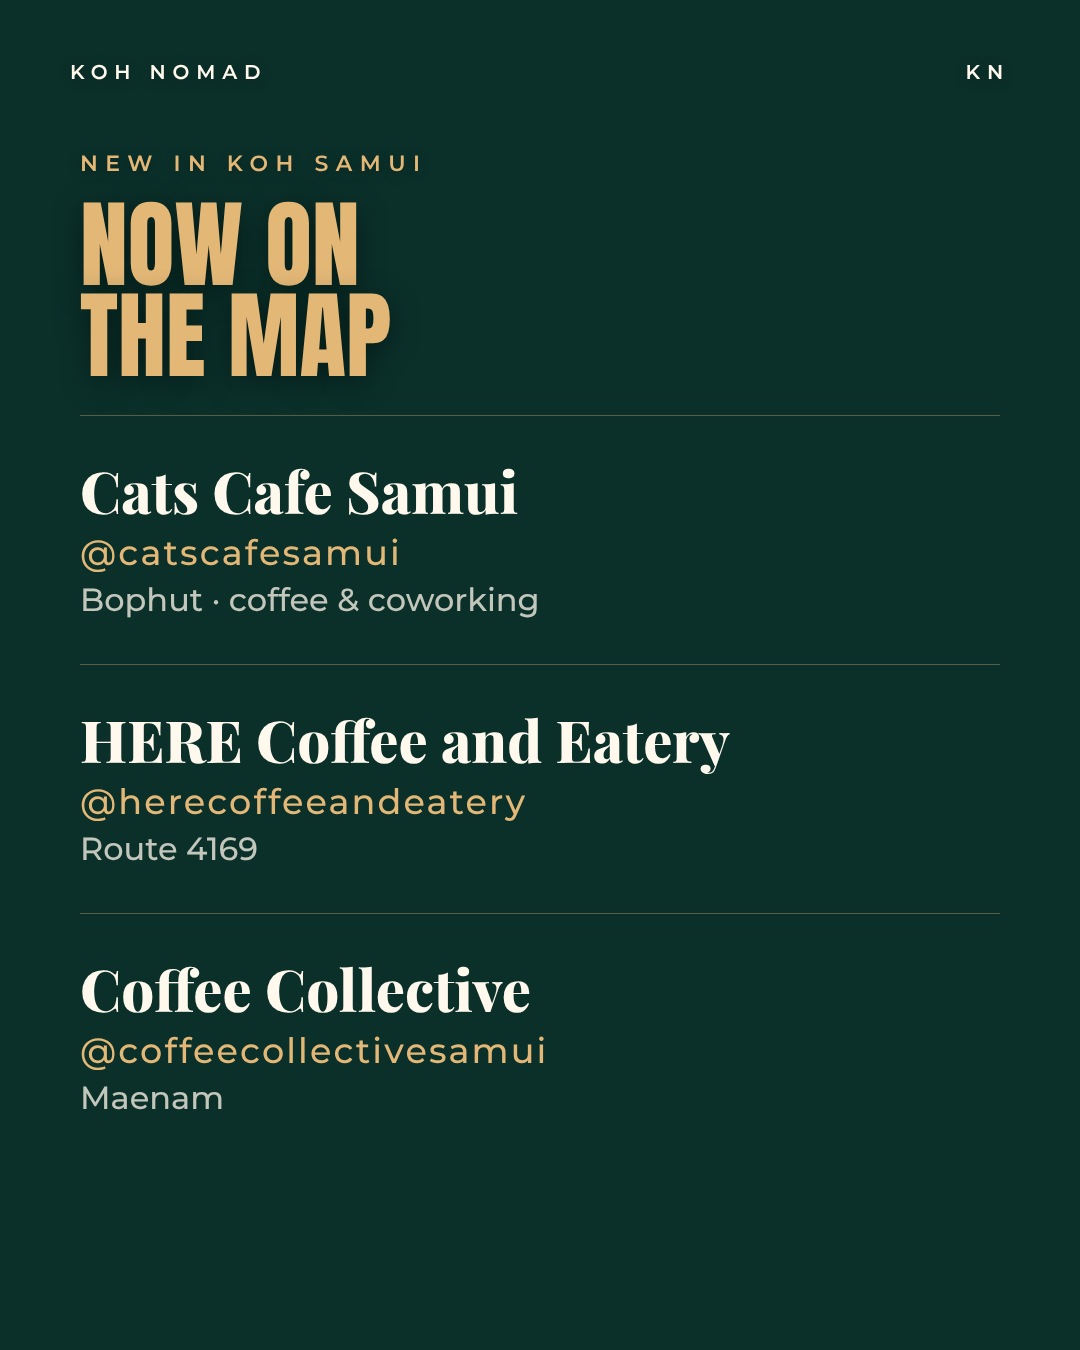 KOH NOMAD
KN
NEW IN KOH SAMUI
NOW ON
THE MAP
Cats Cafe Samui
@catscafesamui
Bophut · coffee & coworking
HERE Coffee and Eatery
@herecoffeeandeatery
Route 4169
Coffee Collective
@coffeecollectivesamui
Maenam